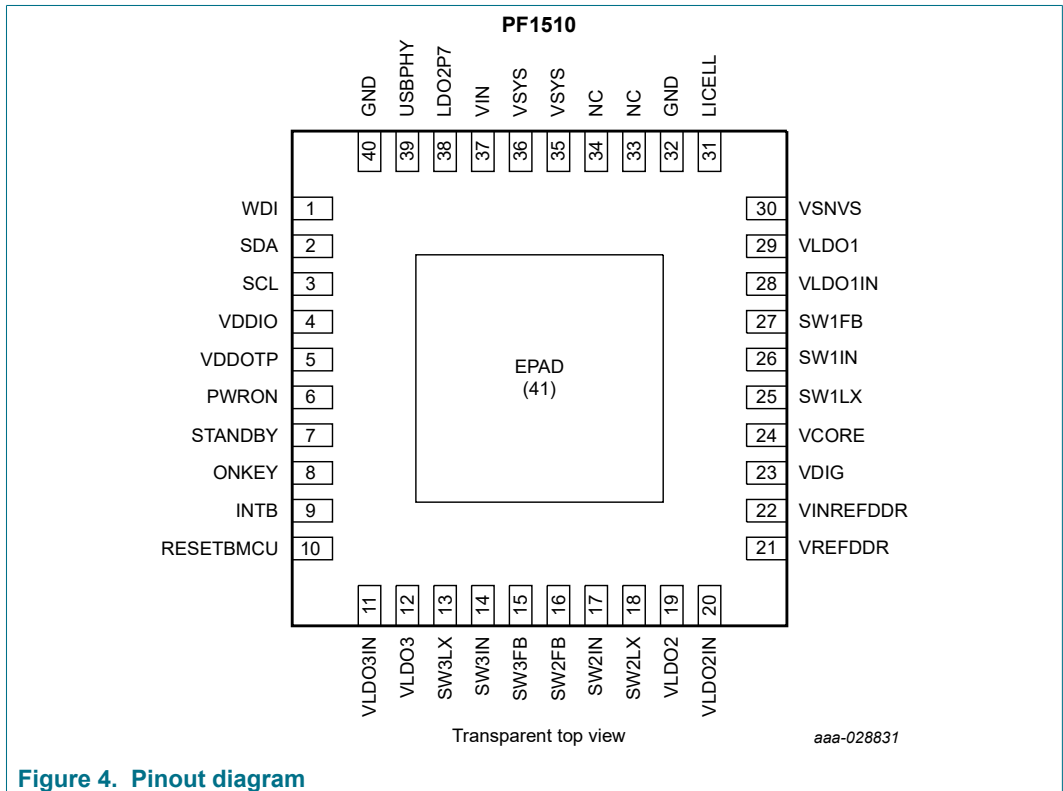 PF1510
GND
USBPHY
LDO2P7
VIN
VSYS
VSYS
NC
NC
GND
LICELL
40
39
38
37
36
35
34
33
32
31
WDI 1
SDA 2
SCL 3
VDDIO 4
VDDOTP 5
PWRON 6
STANDBY 7
ONKEY 8
INTB 9
RESETBMCU 10
EPAD
(41)
30 VSNVS
29 VLDO1
28 VLDO1IN
27 SW1FB
26 SW1IN
25 SW1LX
24 VCORE
23 VDIG
22 VINREFDDR
21 VREFDDR
11
12
13
14
15
16
17
18
19
20
VLDO3IN
VLDO3
SW3LX
SW3IN
SW3FB
SW2FB
SW2IN
SW2LX
VLDO2
VLDO2IN
Transparent top view
aaa-028831
Figure 4. Pinout diagram